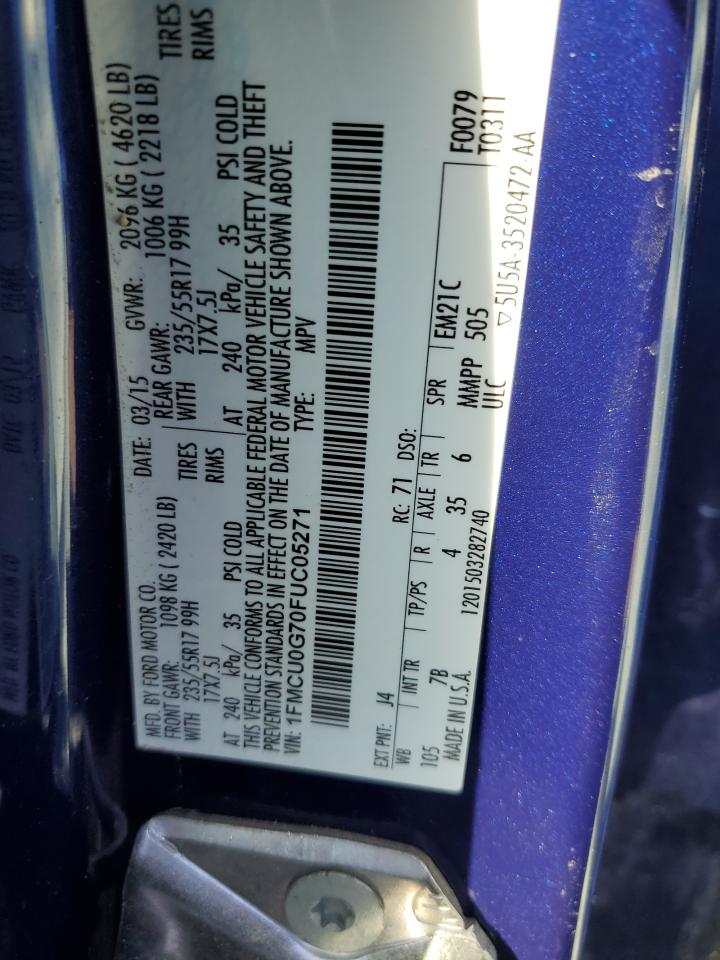 MFD. BY FORD MOTOR CO.
DATE: 03/15 GVWR: 2096 KG ( 4620 LB)
FRONT GAWR: 1098 KG ( 2420 LB) REAR GAWR: 1006 KG ( 2218 LB)
WITH 235/55R17 99H TIRES WITH 235/55R17 99H TIRES
17X7.5J RIMS 17X7.5J RIMS
AT 240 kPa/ 35 PSI COLD AT 240 kPa/ 35 PSI COLD
THIS VEHICLE CONFORMS TO ALL APPLICABLE FEDERAL MOTOR VEHICLE SAFETY AND THEFT
PREVENTION STANDARDS IN EFFECT ON THE DATE OF MANUFACTURE SHOWN ABOVE.
VIN: 1FMCU0G70FUC05271 TYPE: MPV
EXT PNT: J4 RC: 71 DSO: F0079
T0311
WB INT TR TP/PS R AXLE TR SPR EM21C
105 7B 4 35 6 MMPP 505
MADE IN U.S.A. 1201503282740 ULC
▽5U5A-3520472-AA